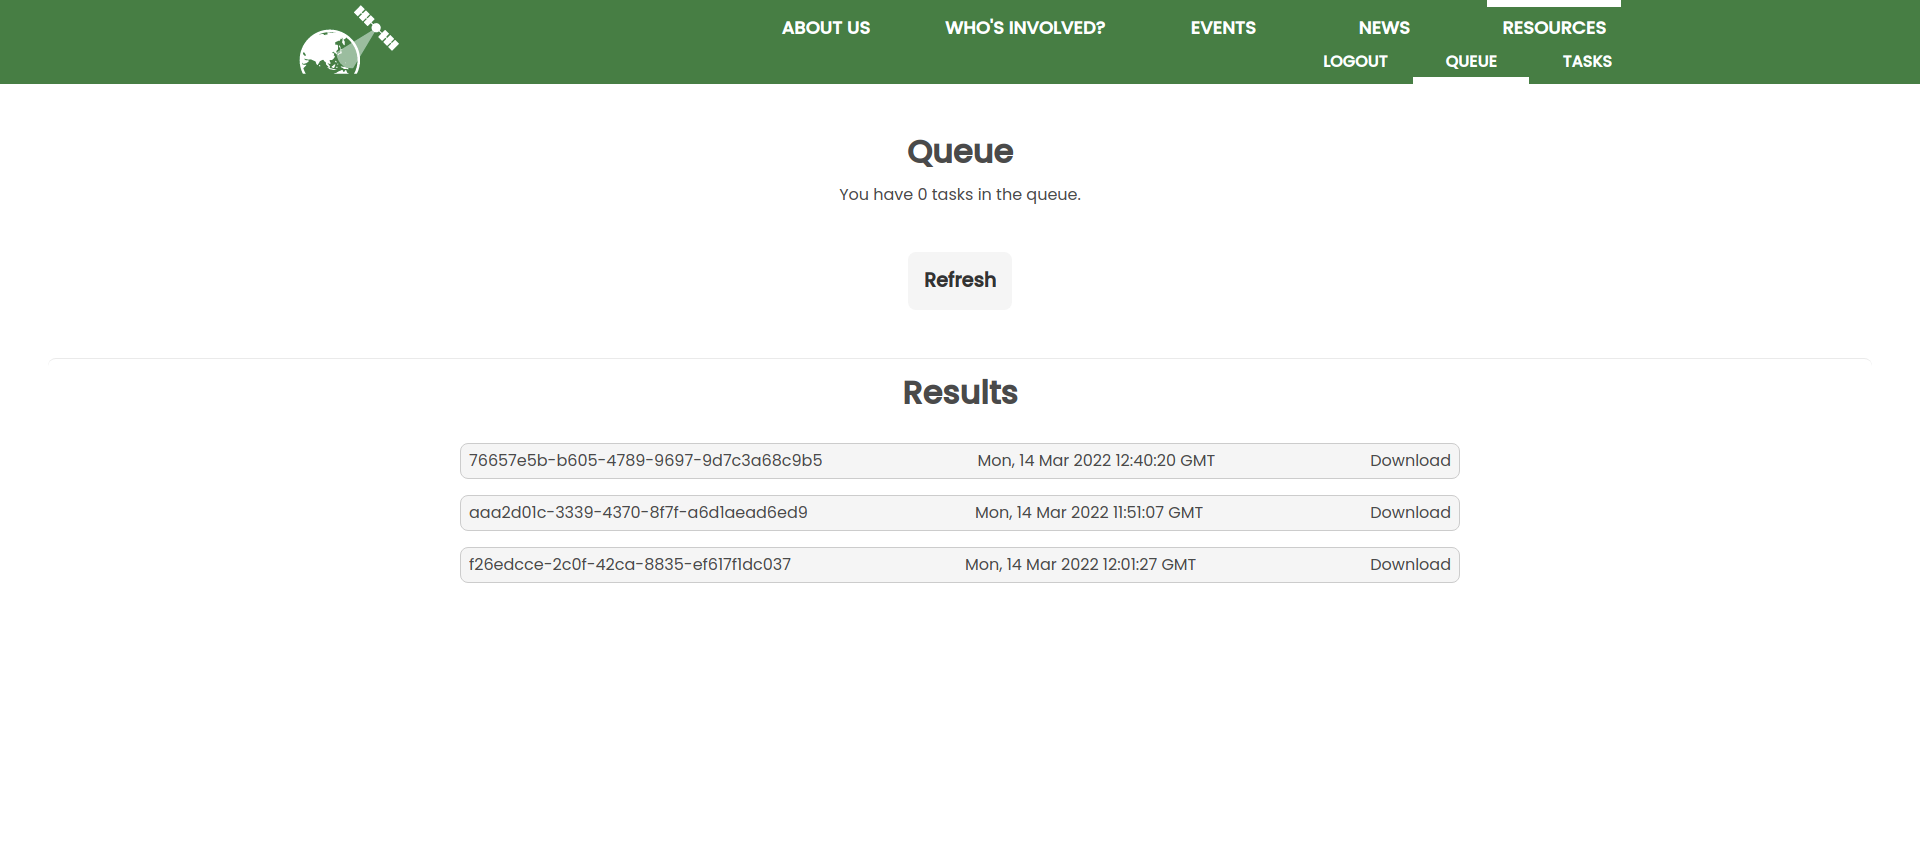 ABOUT US WHO'S INVOLVED? EVENTS NEWS RESOURCES
LOGOUT QUEUE TASKS
Queue
You have 0 tasks in the queue.
Refresh
Results
76657e5b-b605-4789-9697-9d7c3a68c9b5 Mon, 14 Mar 2022 12:40:20 GMT Download
aaa2d01c-3339-4370-8f7f-a6d1aead6ed9 Mon, 14 Mar 2022 11:51:07 GMT Download
f26edcce-2c0f-42ca-8835-ef617f1dc037 Mon, 14 Mar 2022 12:01:27 GMT Download